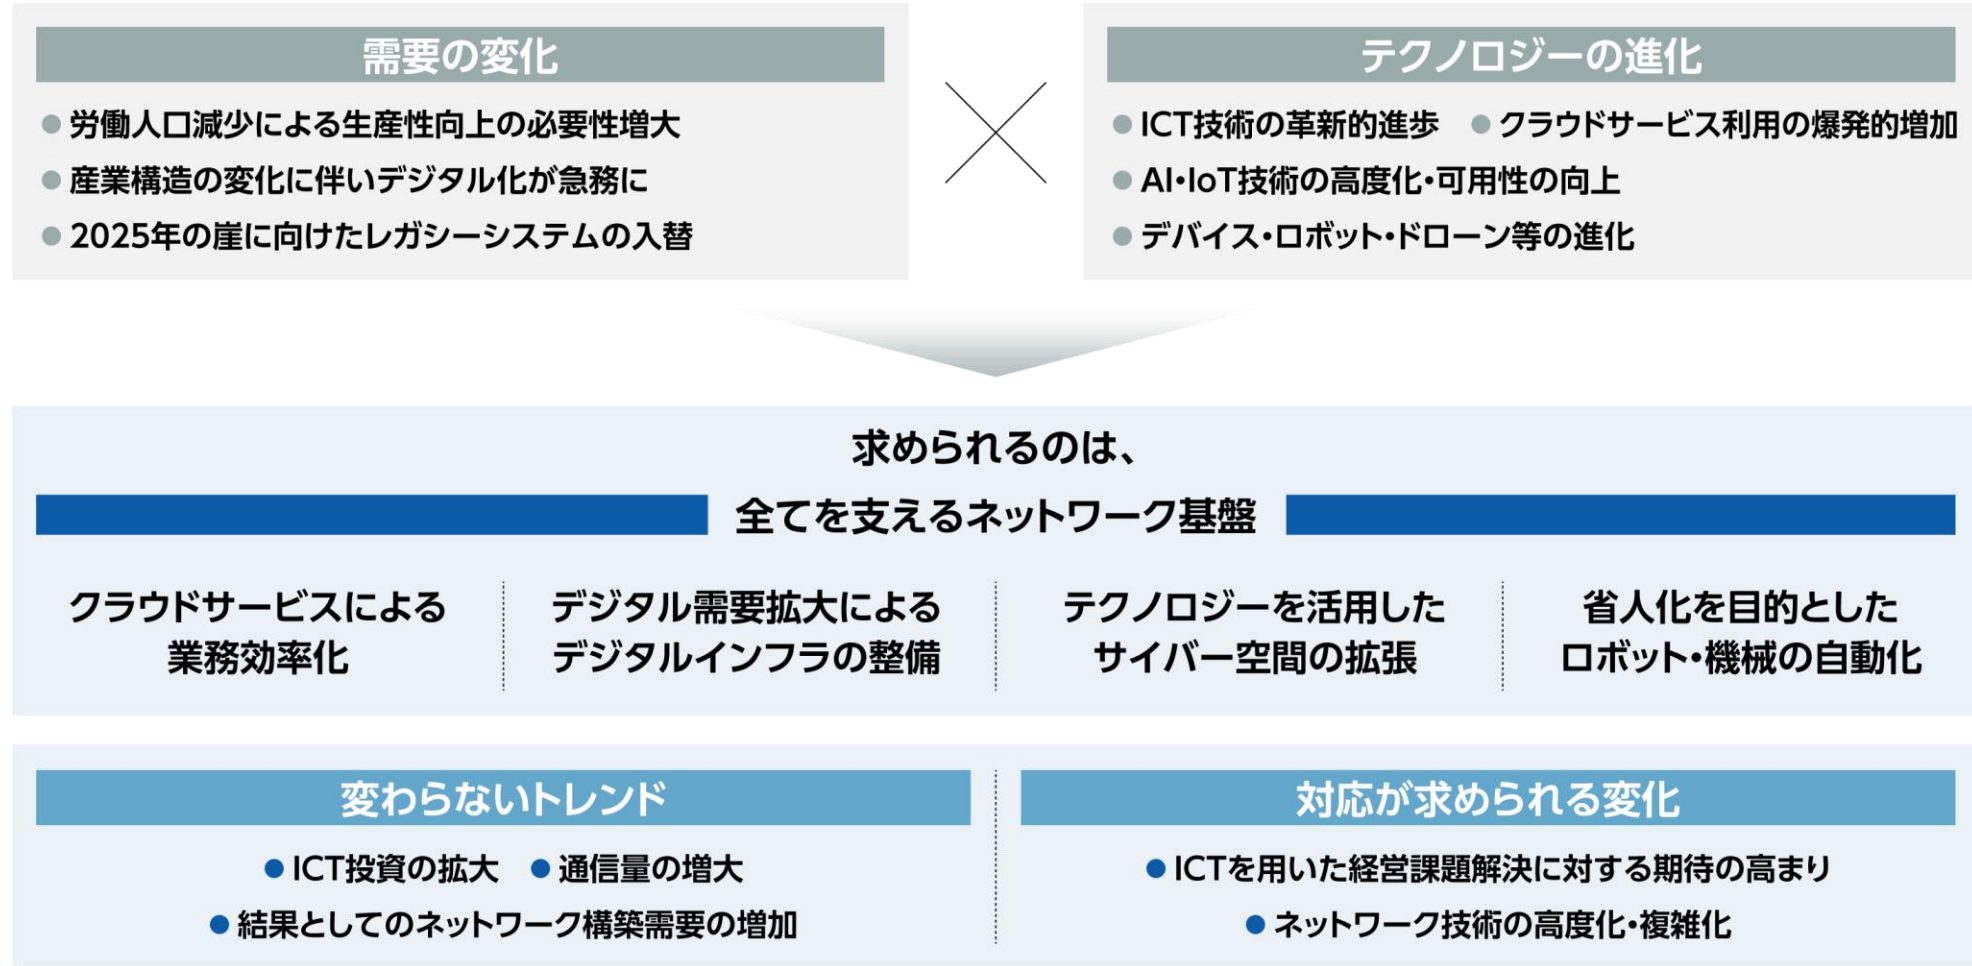 需要の変化
● 労働人口減少による生産性向上の必要性増大
● 産業構造の変化に伴いデジタル化が急務に
● 2025年の崖に向けたレガシーシステムの入替
テクノロジーの進化
● ICT技術の革新的進歩 ● クラウドサービス利用の爆発的増加
● AI・IoT技術の高度化・可用性の向上
● デバイス・ロボット・ドローン等の進化
求められるのは、
全てを支えるネットワーク基盤
クラウドサービスによる
業務効率化
デジタル需要拡大による
デジタルインフラの整備
テクノロジーを活用した
サイバー空間の拡張
省人化を目的とした
ロボット・機械の自動化
変わらないトレンド
● ICT投資の拡大 ● 通信量の増大
● 結果としてのネットワーク構築需要の増加
対応が求められる変化
● ICTを用いた経営課題解決に対する期待の高まり
● ネットワーク技術の高度化・複雑化